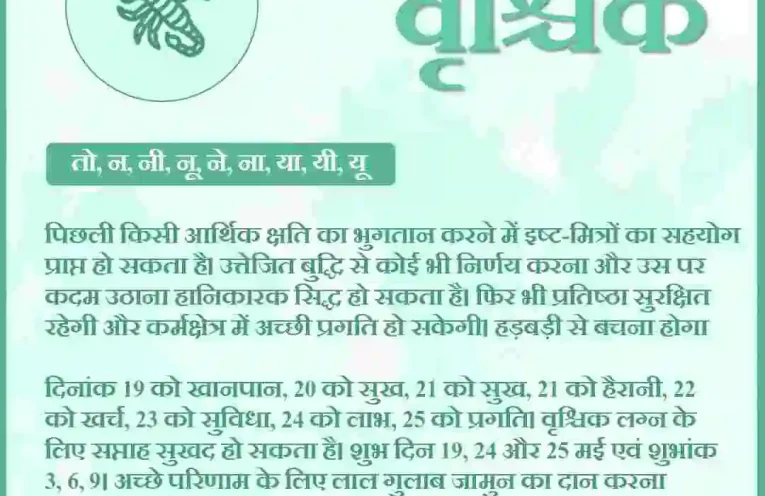 वृश्चिक
तो, न, नी, नू, ने, ना, या, यी, यू
पिछली किसी आर्थिक क्षति का भुगतान करने में इष्ट-मित्रों का सहयोग
प्राप्त हो सकता है। उत्तेजित बुद्धि से कोई भी निर्णय करना और उस पर
कदम उठाना हानिकारक सिद्ध हो सकता है। फिर भी प्रतिष्ठा सुरक्षित
रहेगी और कर्मक्षेत्र में अच्छी प्रगति हो सकेगी। हड़बड़ी से बचना होगा
दिनांक 19 को खानपान, 20 को सुख, 21 को सुख, 21 को हैरानी, 22
को खर्च, 23 को सुविधा, 24 को लाभ, 25 को प्रगति। वृश्चिक लग्न के
लिए सप्ताह सुखद हो सकता है। शुभ दिन 19, 24 और 25 मई एवं शुभांक
3, 6, 9। अच्छे परिणाम के लिए लाल गुलाब जामुन का दान करना